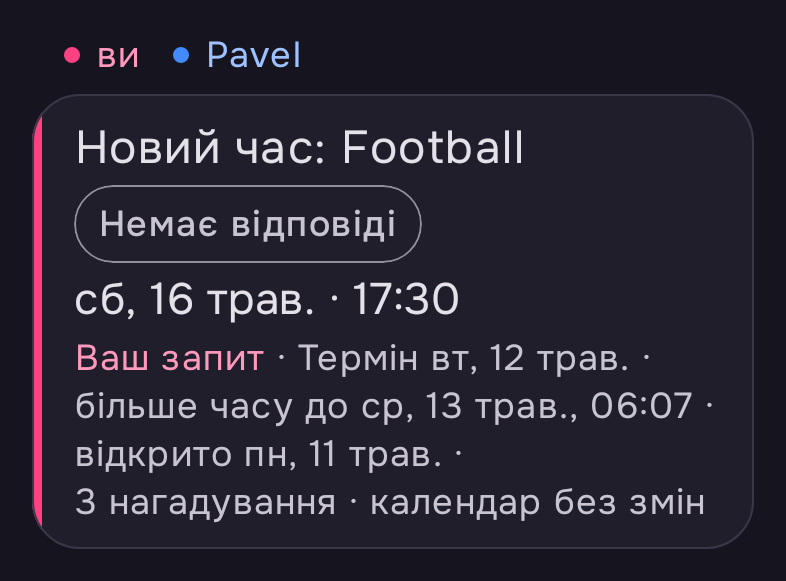 ви Pavel
Новий час: Football
Немає відповіді
сб, 16 трав. · 17:30
Ваш запит · Термін вт, 12 трав. ·
більше часу до ср, 13 трав., 06:07 ·
відкрито пн, 11 трав. ·
3 нагадування · календар без змін